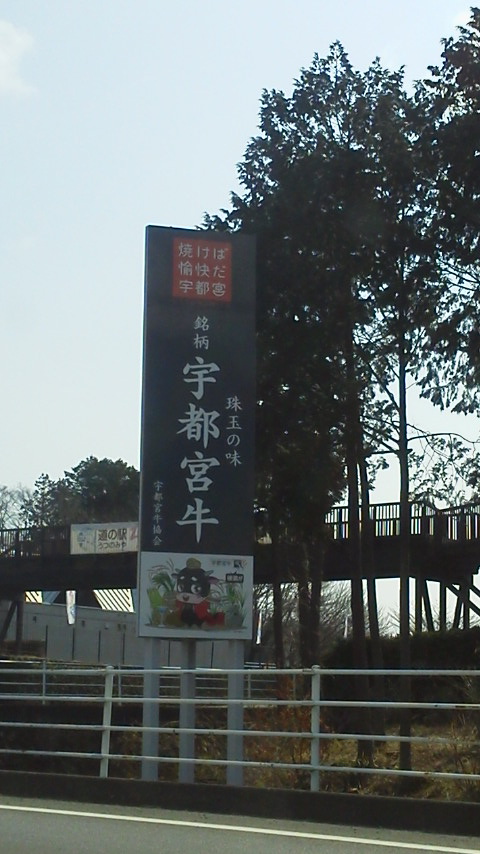 焼けば
愉快だ
宇都宮
珠玉の味
銘柄
宇都宮牛
宇都宮牛協会
道の駅
うつのみや